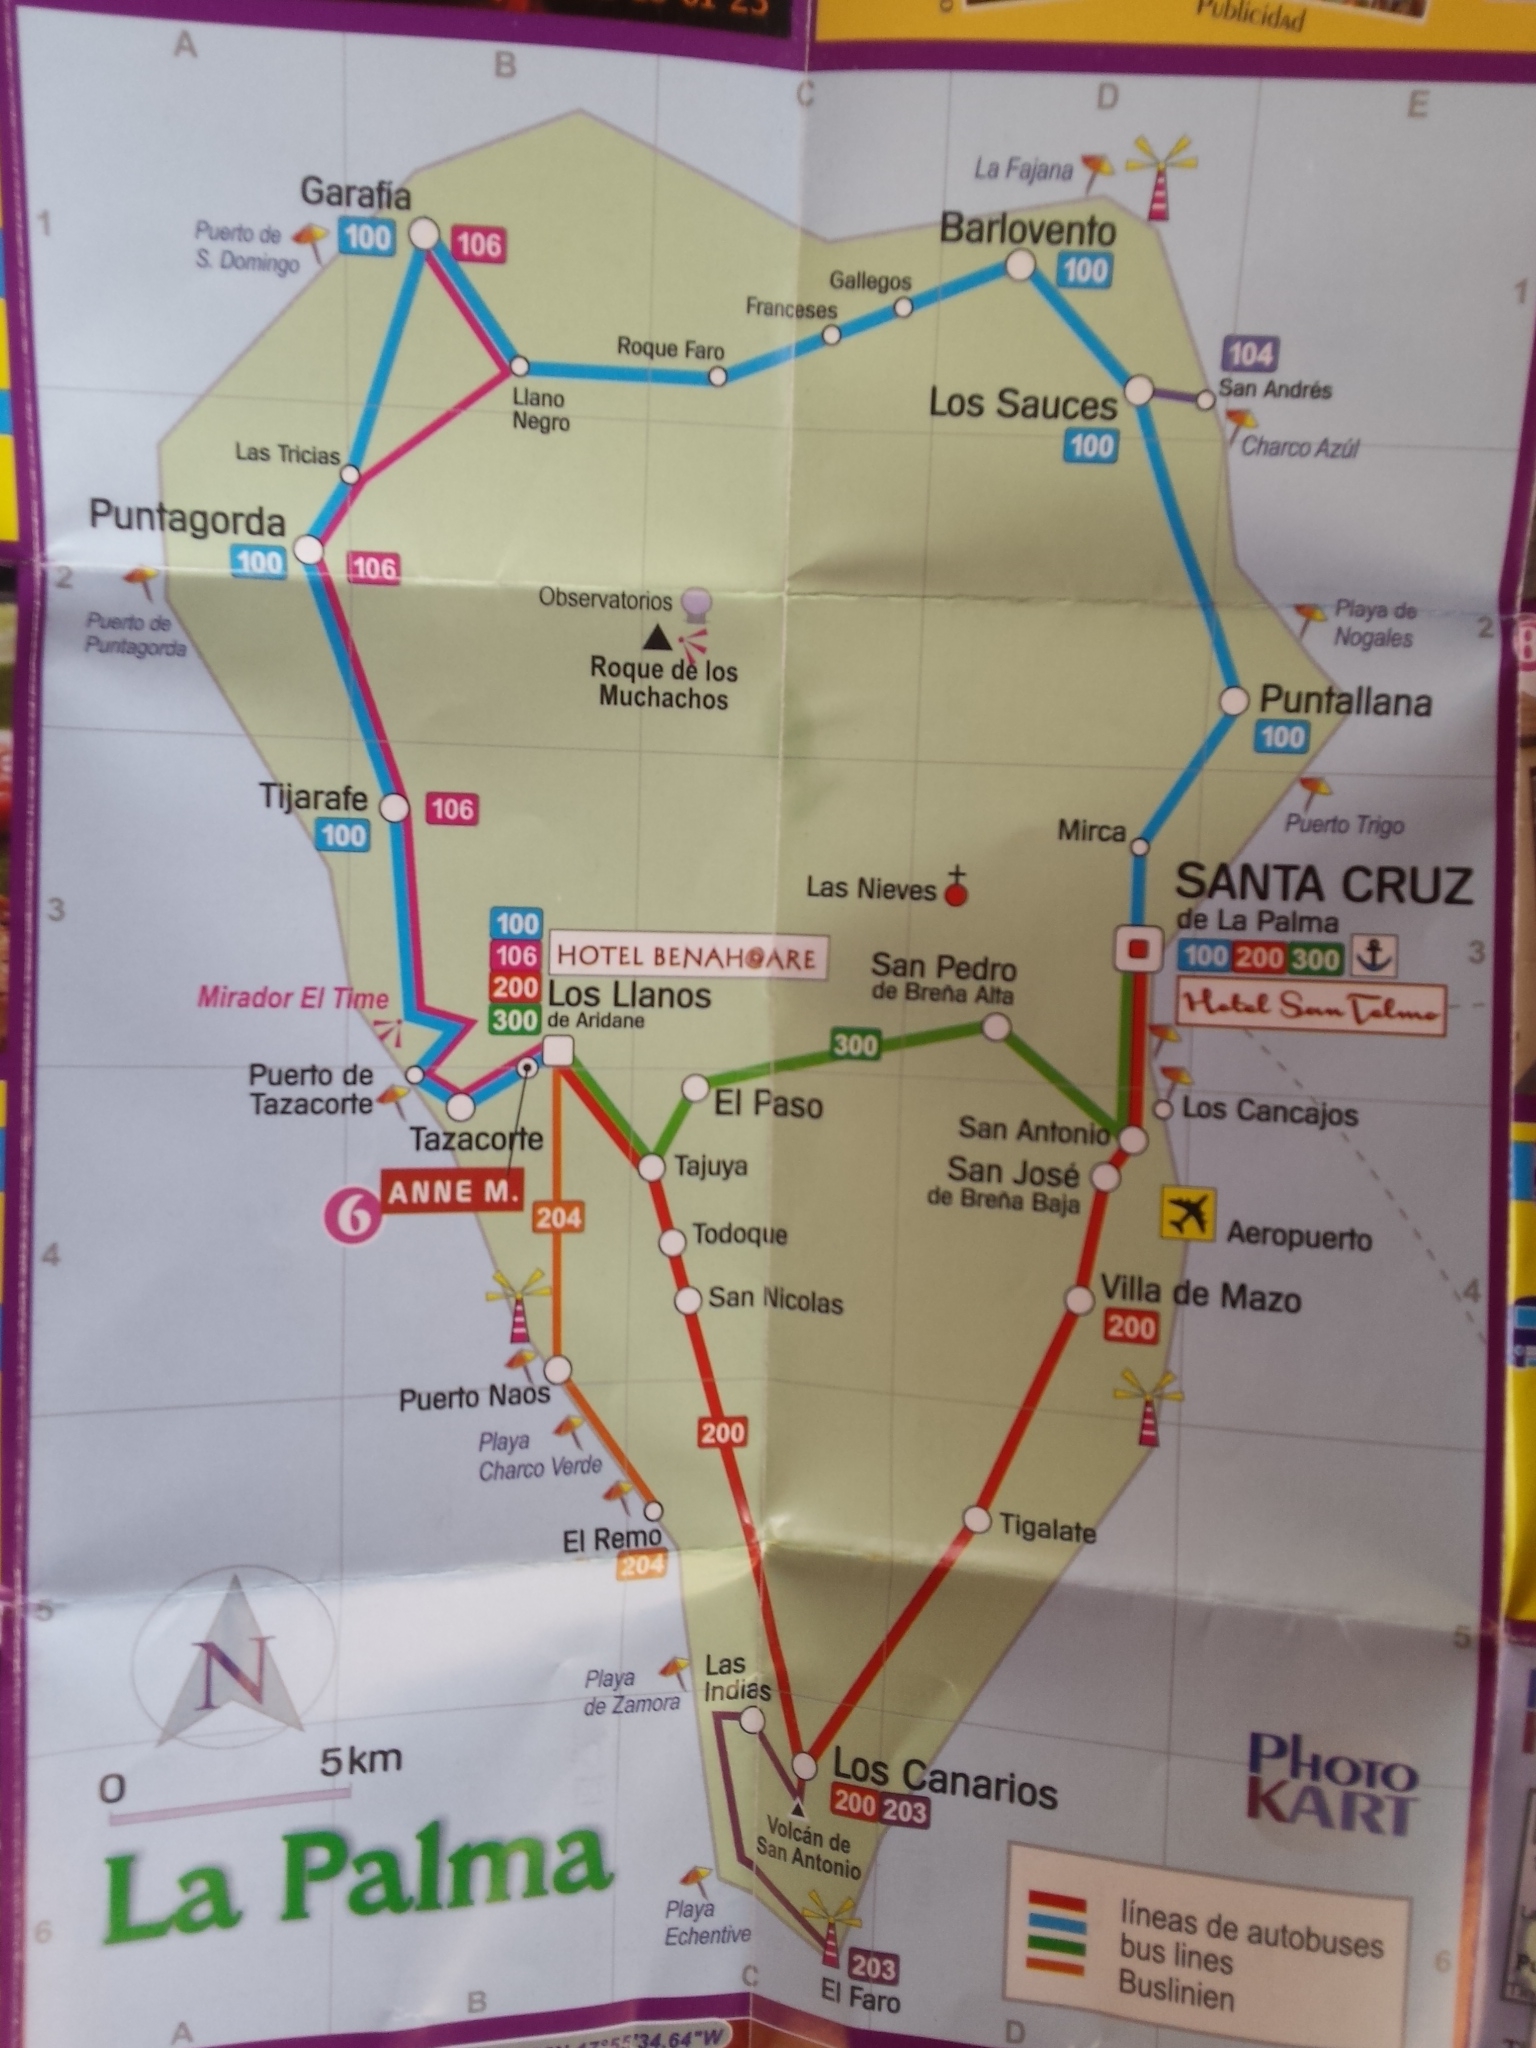 Publicidad
A
B
C
D
E
1
Garafía
Puerto de
S. Domingo
100
106
La Fajana
Barlovento
100
Gallegos
Franceses
Roque Faro
Llano
Negro
1
104
San Andrés
Los Sauces
100
Charco Azúl
Las Tricias
Puntagorda
100
106
2
Puerto de
Puntagorda
Observatorios
Roque de los
Muchachos
Playa de
Nogales
2
Puntallana
100
Tijarafe
106
100
Puerto Trigo
Mirca
3
Las Nieves
SANTA CRUZ
de La Palma
100 200 300
3
Hotel San Telmo
100
106
200
300
HOTEL BENAHOARE
Los Llanos
de Aridane
San Pedro
de Breña Alta
Mirador El Time
300
Puerto de
Tazacorte
El Paso
Los Cancajos
Tazacorte
San Antonio
Tajuya
San José
de Breña Baja
6
ANNE M.
204
Aeropuerto
4
Todoque
San Nicolas
Villa de Mazo
200
4
Puerto Naos
200
Playa
Charco Verde
El Remo
204
Tigalate
5
5
N
Playa
de Zamora
Las
Indias
0
5km
Los Canarios
200 203
Volcán de
San Antonio
PHOTO
KART
La Palma
Playa
Echentive
203
El Faro
líneas de autobuses
bus lines
Buslinien
6
6
A
B
C
D